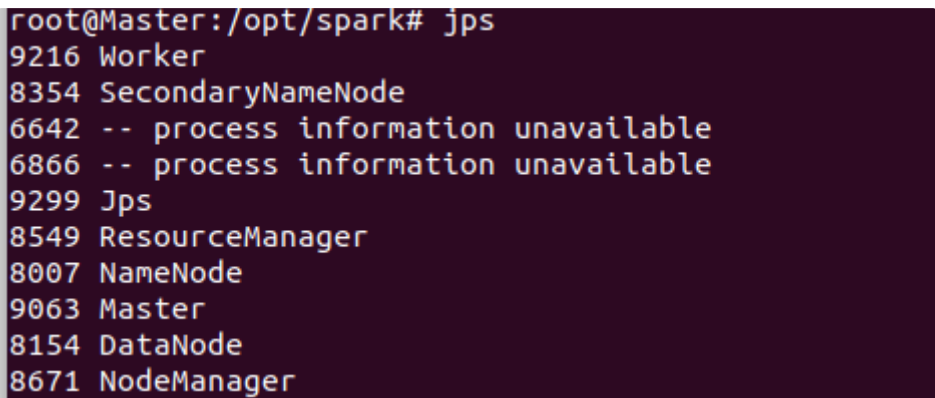 root@Master:/opt/spark# jps
9216 Worker
8354 SecondaryNameNode
6642 -- process information unavailable
6866 -- process information unavailable
9299 Jps
8549 ResourceManager
8007 NameNode
9063 Master
8154 DataNode
8671 NodeManager